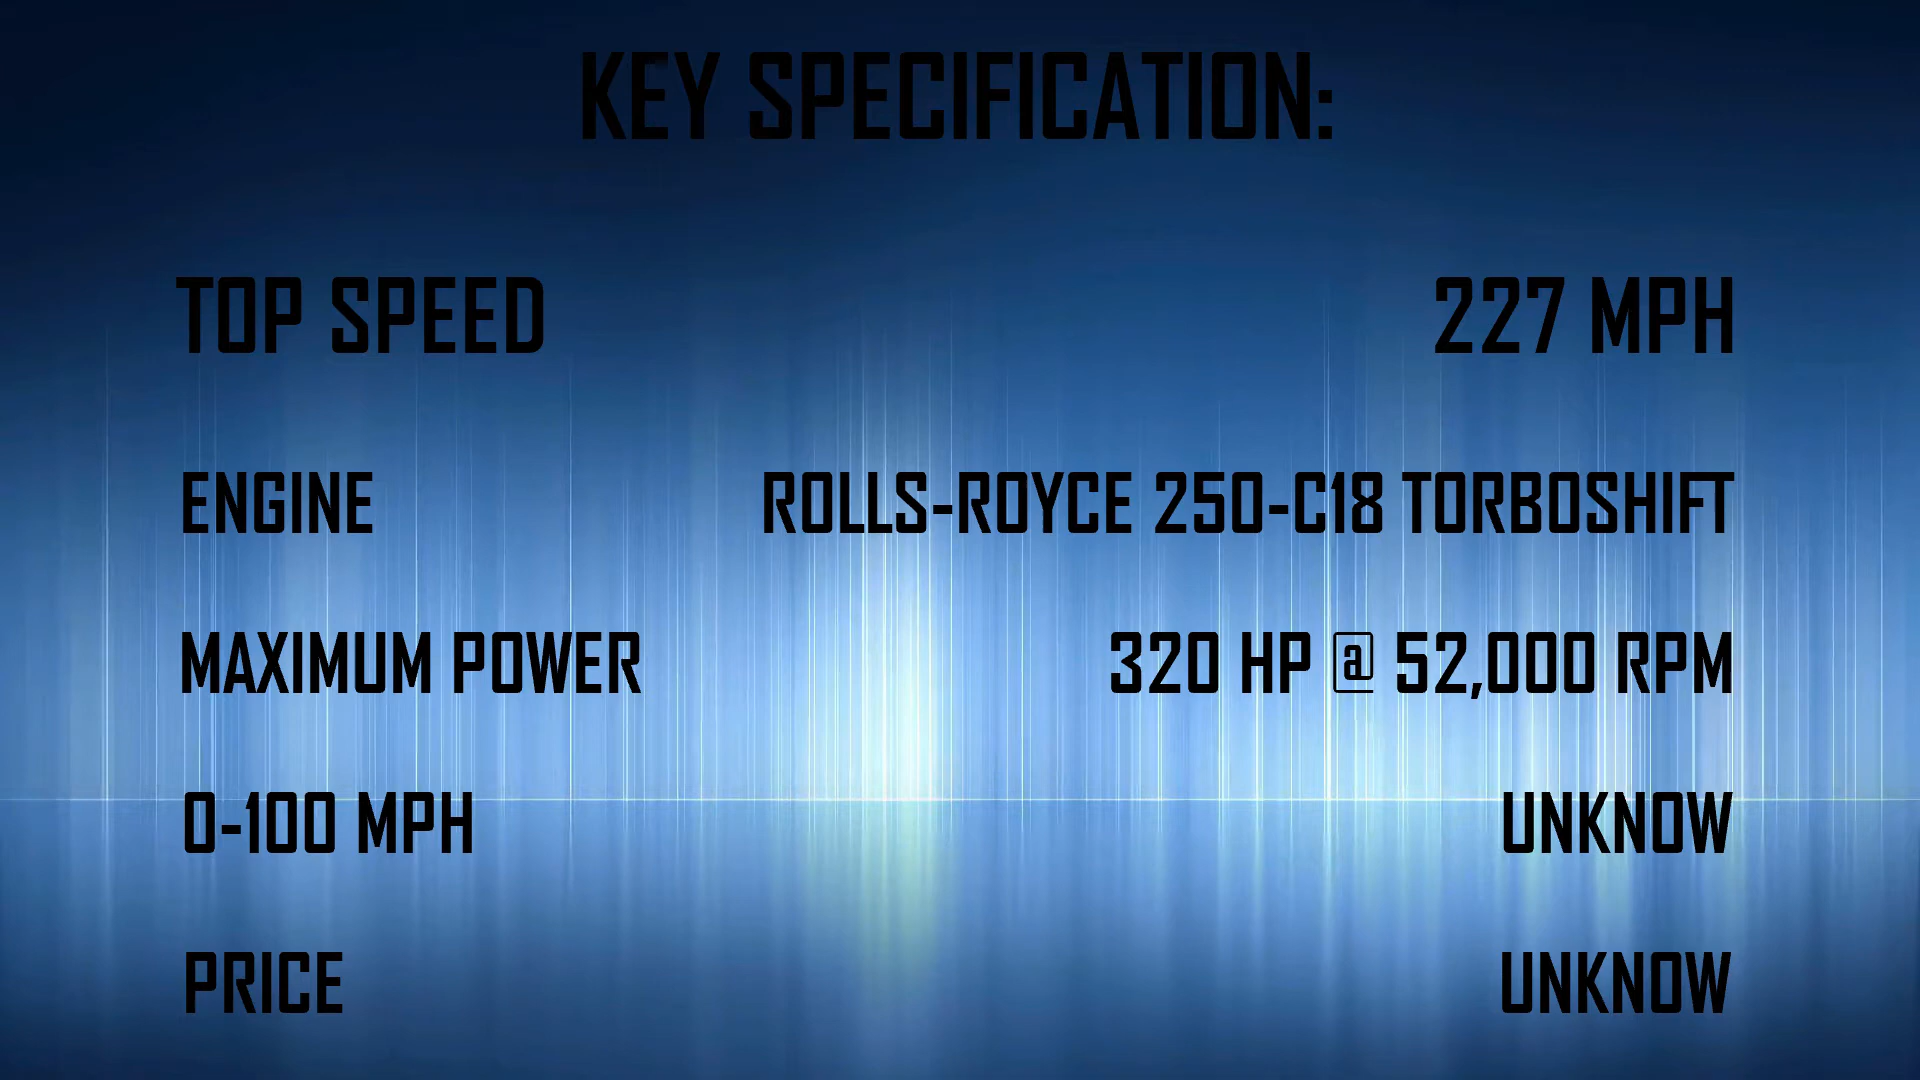 KEY SPECIFICATION:
TOP SPEED 227 MPH
ENGINE ROLLS-ROYCE 250-C18 TORBOSHIFT
MAXIMUM POWER 320 HP @ 52,000 RPM
0-100 MPH UNKNOW
PRICE UNKNOW